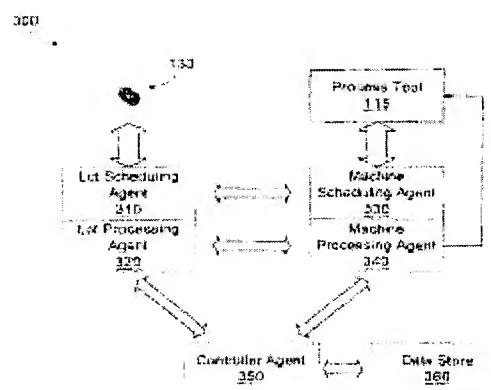 300
130
Process Tool
115
Lot Scheduling
Agent
310
Machine
Scheduling Agent
330
Lot Processing
Agent
320
Machine
Processing Agent
340
Controller Agent
350
Data Store
360